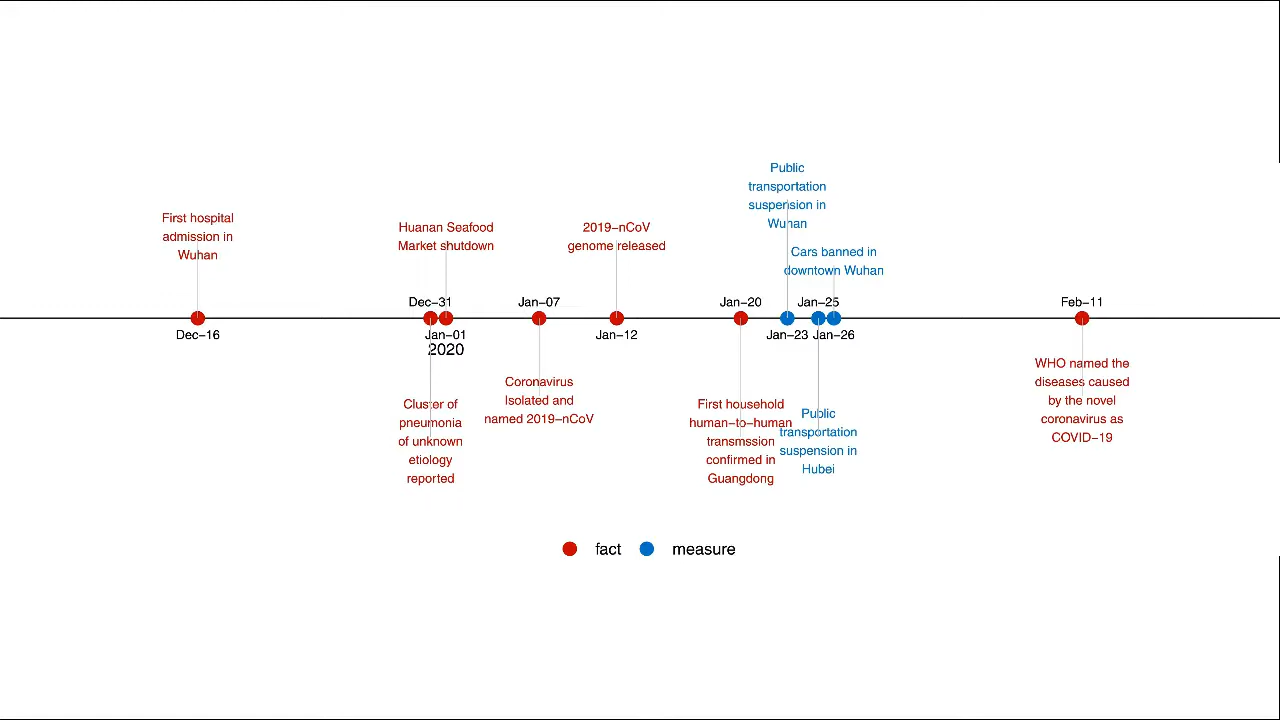 Public
transportation
suspension in
Wuhan
First hospital
admission in
Wuhan
Huanan Seafood
Market shutdown
2019-nCoV
genome released
Cars banned in
downtown Wuhan
Dec-31
Jan-07
Jan-20
Jan-25
Feb-11
Dec-16
Jan-01
2020
Jan-12
Jan-23
Jan-26
Cluster of
pneumonia
of unknown
etiology
reported
Coronavirus
Isolated and
named 2019-nCoV
First household
human-to-human
transmssion
confirmed in
Guangdong
Public
transportation
suspension in
Hubei
WHO named the
diseases caused
by the novel
coronavirus as
COVID-19
fact
measure